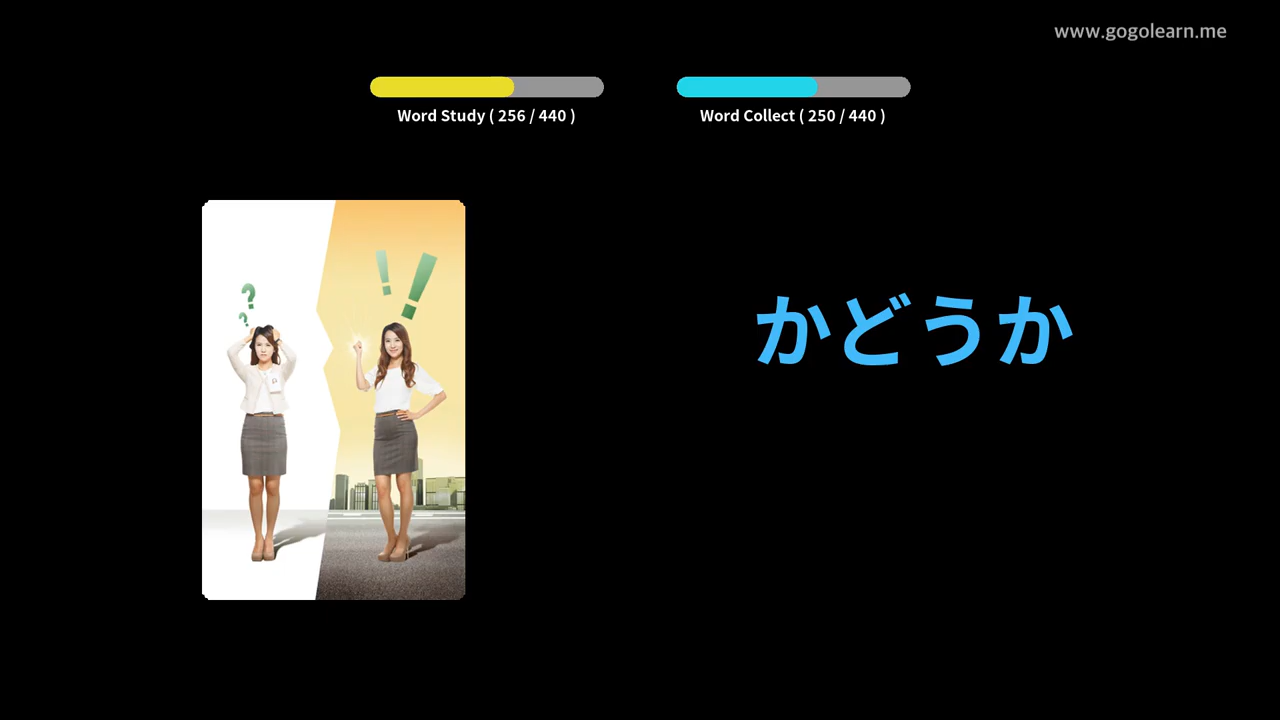 www.gogolearn.me
Word Study ( 256 / 440 )
Word Collect ( 250 / 440 )
? ! !
?
かどうか